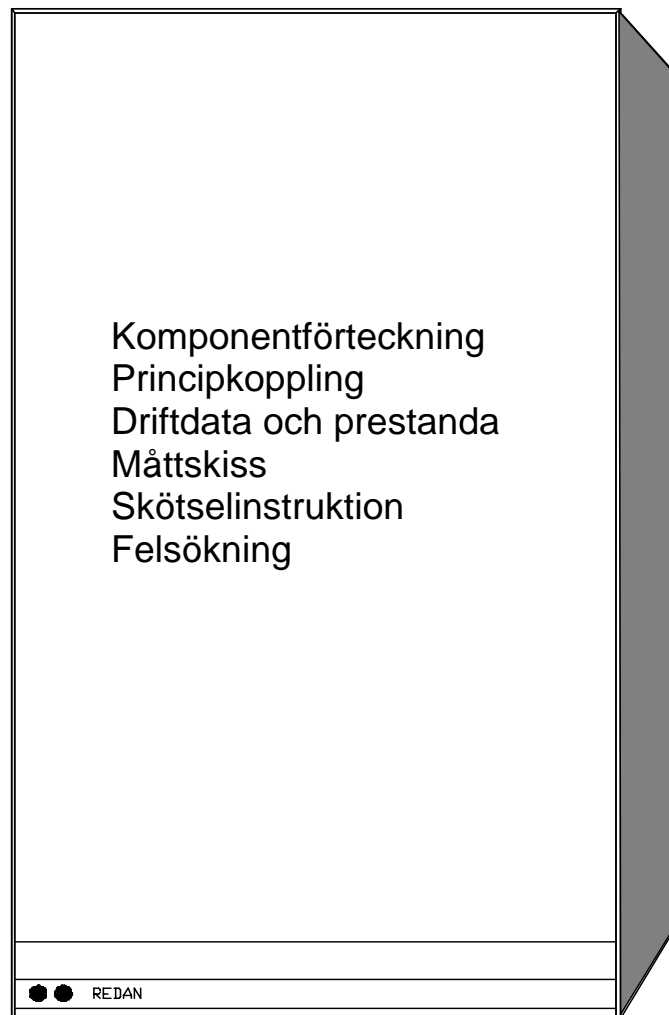 Komponentförteckning
Principkoppling
Driftdata och prestanda
Måttskiss
Skötselinstruktion
Felsökning
REDAN